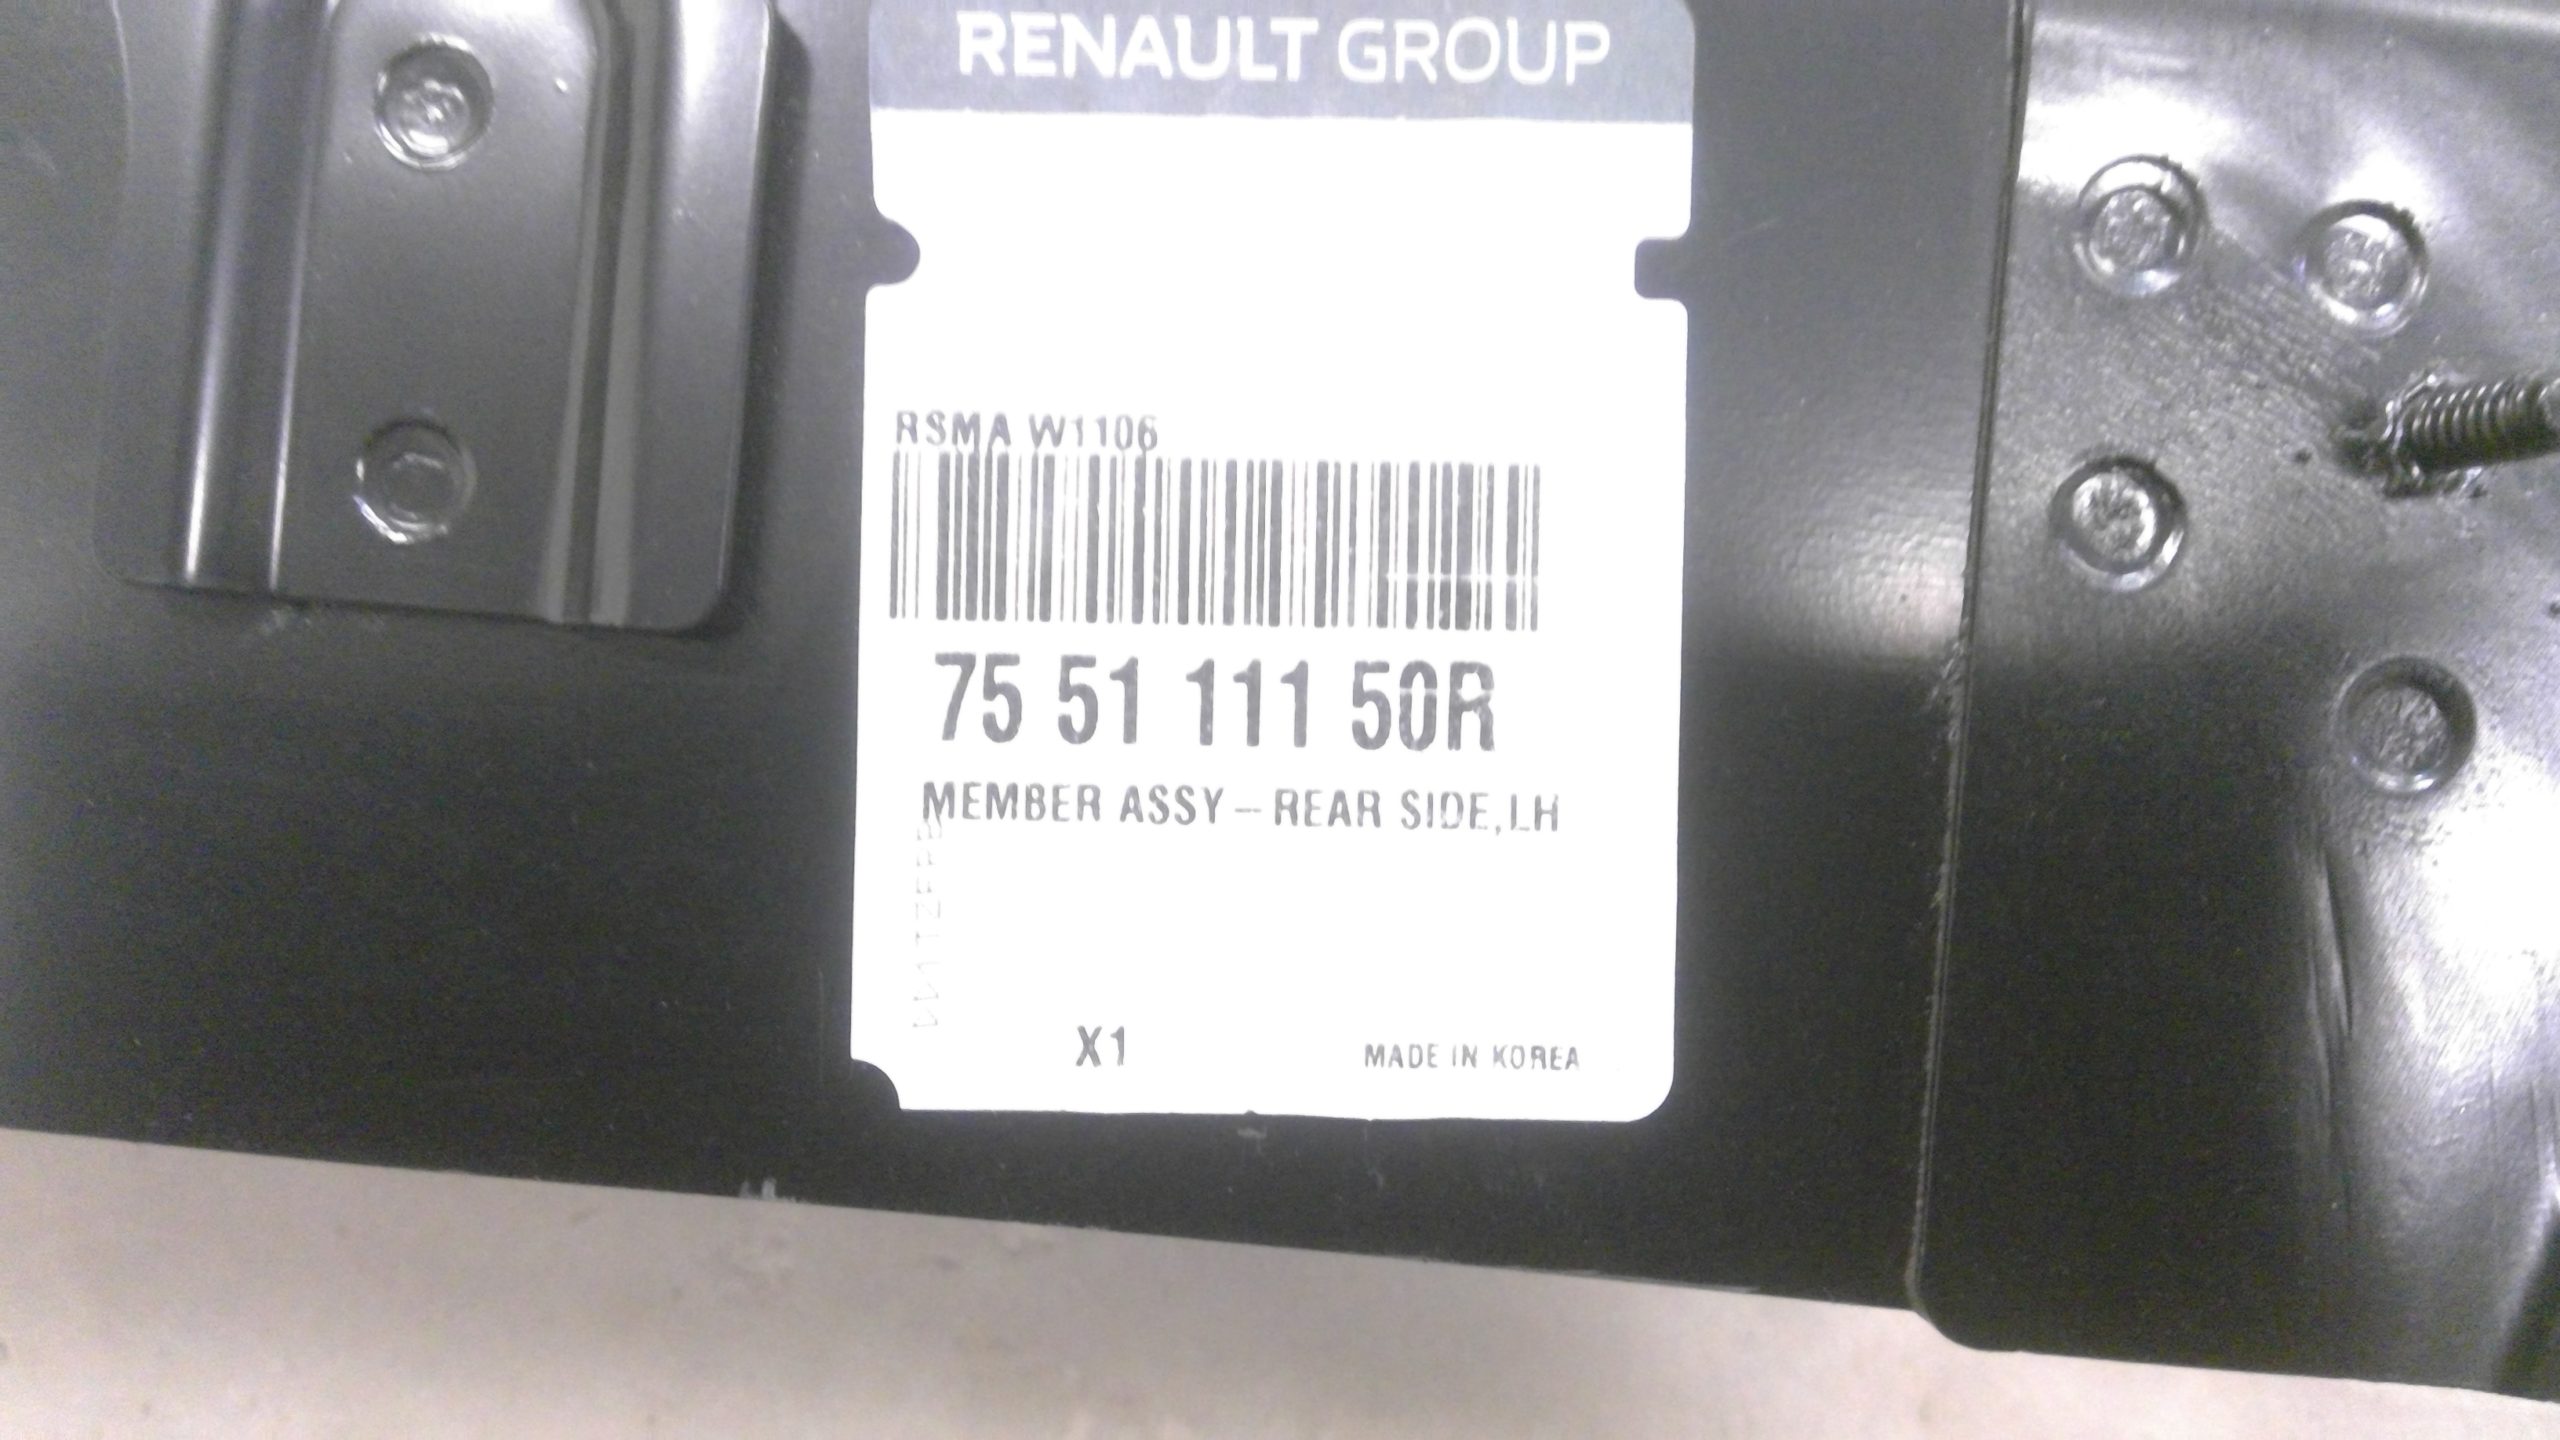 RENAULT GROUP
RSMA W1106
75 51 111 50R
MEMBER ASSY – REAR SIDE, LH
X1
MADE IN KOREA